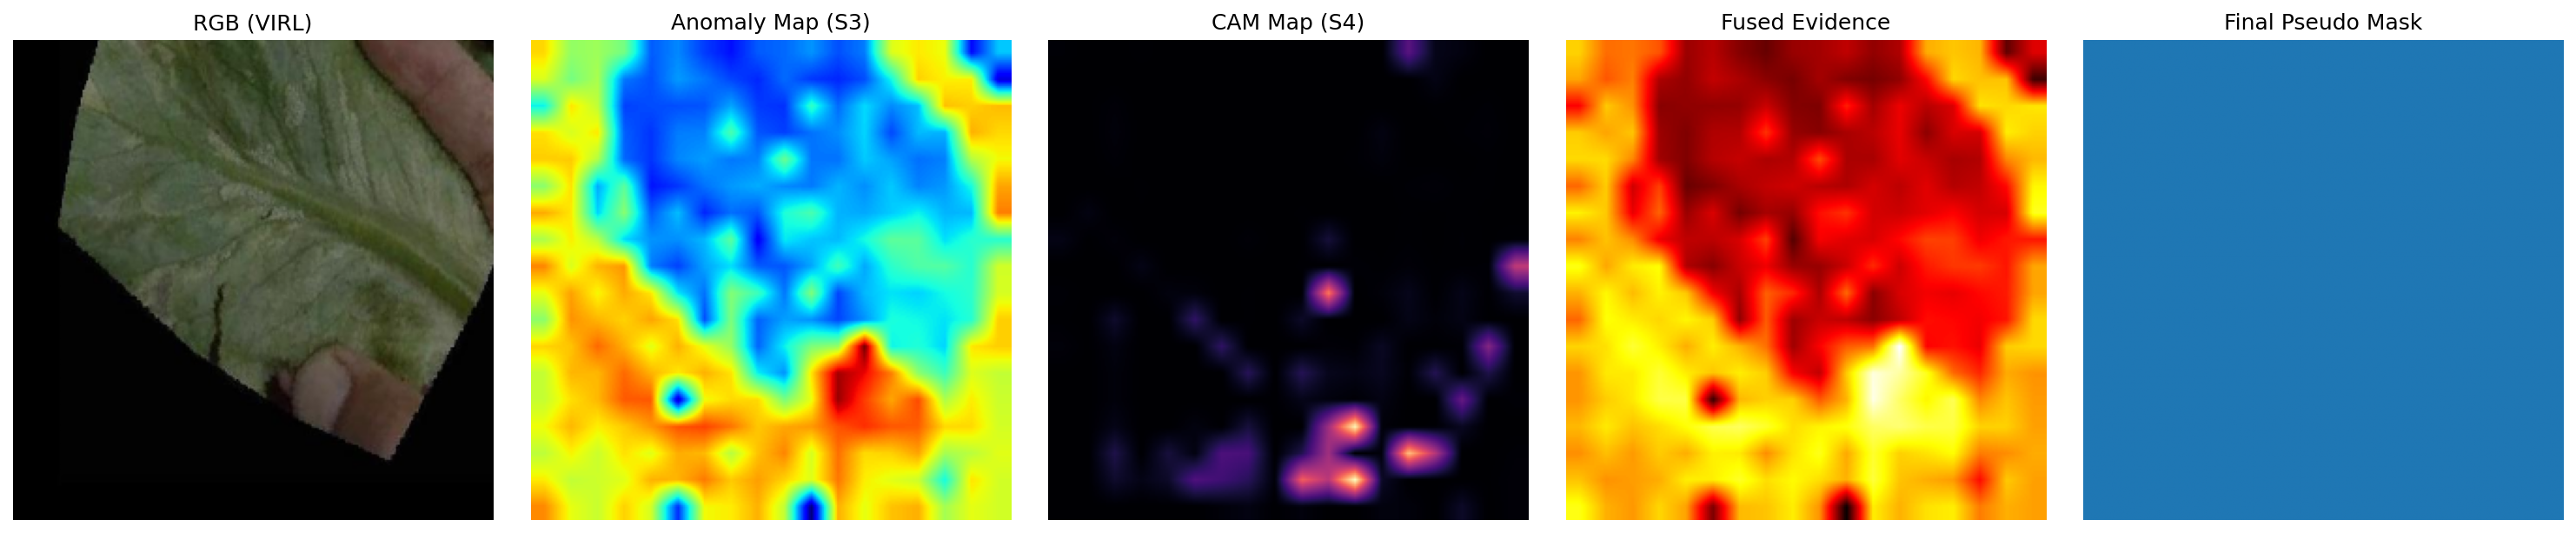 RGB (VIRL)
Anomaly Map (S3)
CAM Map (S4)
Fused Evidence
Final Pseudo Mask